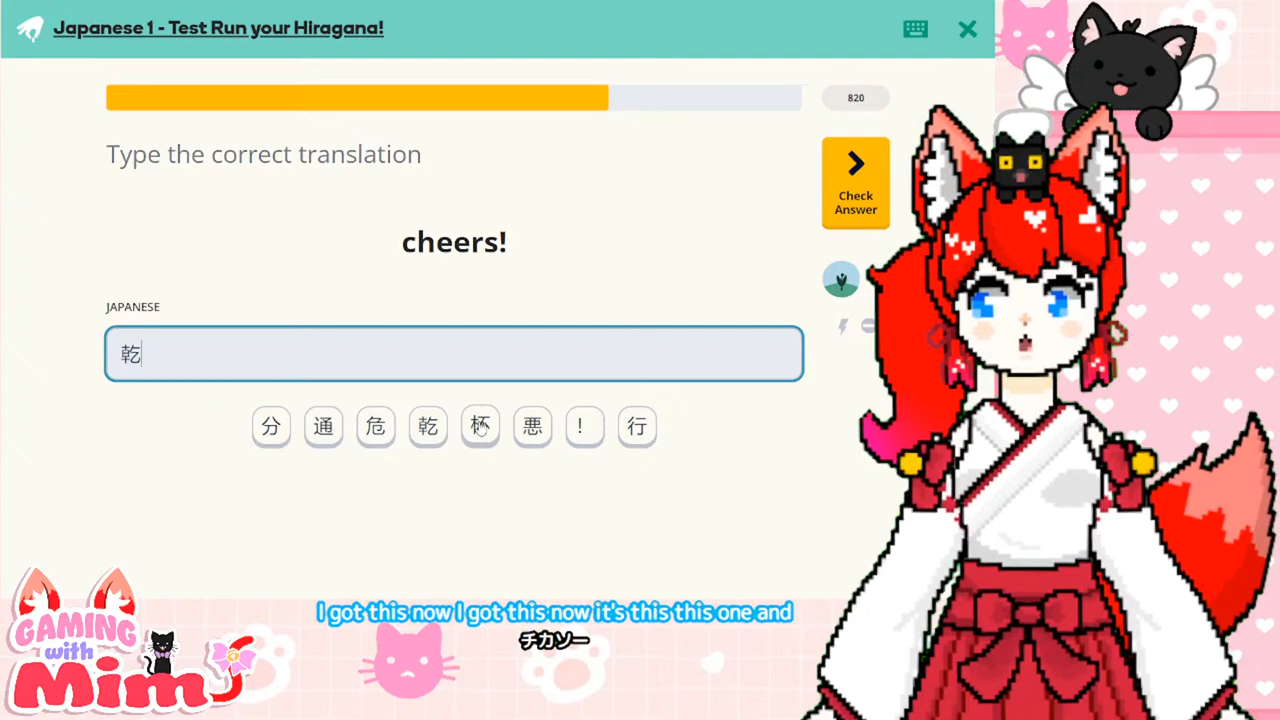 Japanese 1 - Test Run your Hiragana!
820
Type the correct translation
Check
Answer
cheers!
JAPANESE
乾
分 通 危 乾 杯 悪 ! 行
I got this now I got this now it's this this one and
チカソー
GAMING
with
Mim